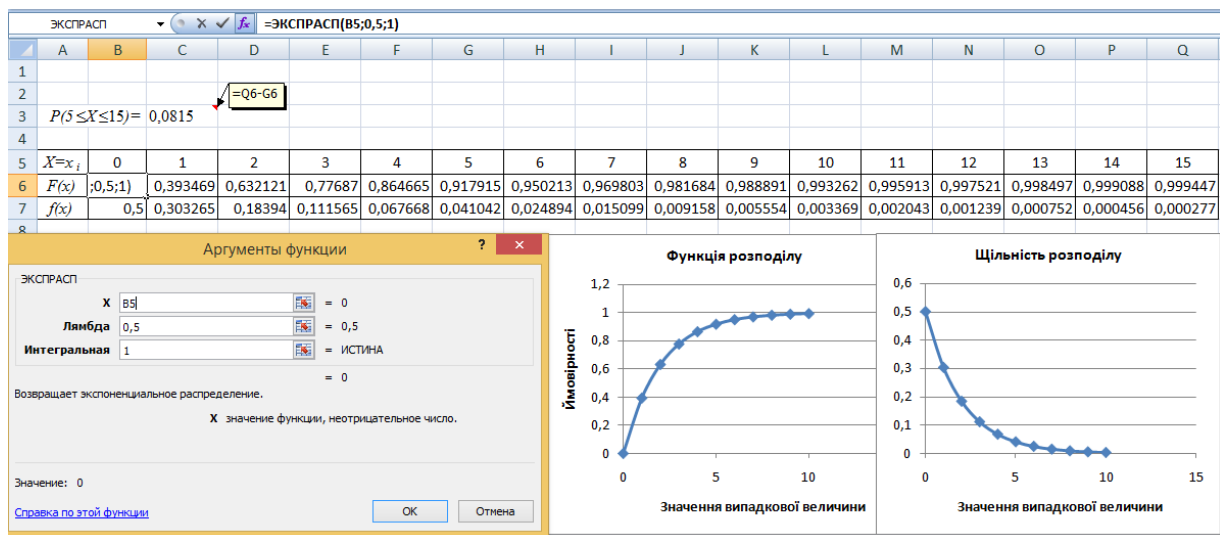 ЭКСПРАСП =ЭКСПРАСП(B5;0,5;1)
A B C D E F G H I J K L M N O P Q
1
2 =Q6-G6
3 P(5≤X≤15)= 0,0815
4
5 X=x i 0 1 2 3 4 5 6 7 8 9 10 11 12 13 14 15
6 F(x) ;0,5;1) 0,393469 0,632121 0,77687 0,864665 0,917915 0,950213 0,969803 0,981684 0,988891 0,993262 0,995913 0,997521 0,998497 0,999088 0,999447
7 f(x) 0,5 0,303265 0,18394 0,111565 0,067668 0,041042 0,024894 0,015099 0,009158 0,005554 0,003369 0,002043 0,001239 0,000752 0,000456 0,000277
8
Аргументы функции ?
ЭКСПРАСП
X B5 = 0
Лямбда 0,5 = 0,5
Интегральная 1 = ИСТИНА
= 0
Возвращает экспоненциальное распределение.
X значение функции, неотрицательное число.
Значение: 0
Справка по этой функции OK Отмена
Функція розподілу
Ймовірності
1,2
1
0,8
0,6
0,4
0,2
0
0 5 10
Значення випадкової величини
Щільність розподілу
0,6
0,5
0,4
0,3
0,2
0,1
0
0 5 10 15
Значення випадкової величини